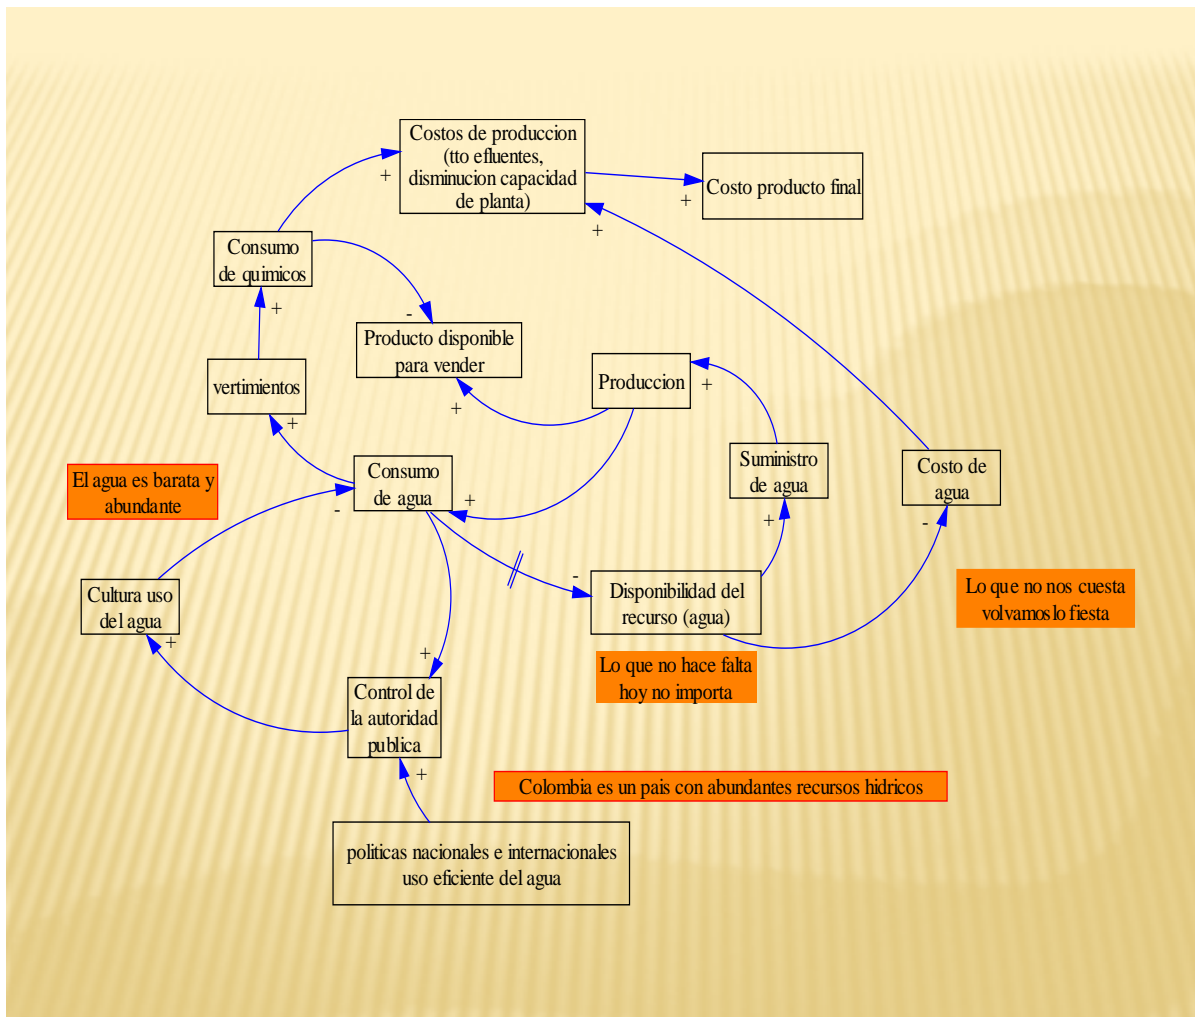 Costos de produccion
(tto efluentes,
disminucion capacidad
de planta)
+
Costo producto final
+
+
Consumo
de quimicos
+
-
Producto disponible
para vender
vertimientos
Produccion
+
+
+
El agua es barata y
abundante
Consumo
de agua
+
-
Suministro
de agua
+
Costo de
agua
-
Cultura uso
del agua
+
-
Disponibilidad del
recurso (agua)
Lo que no nos cuesta
volvamoslo fiesta
Lo que no hace falta
hoy no importa
+
Control de
la autoridad
publica
+
Colombia es un pais con abundantes recursos hidricos
politicas nacionales e internacionales
uso eficiente del agua